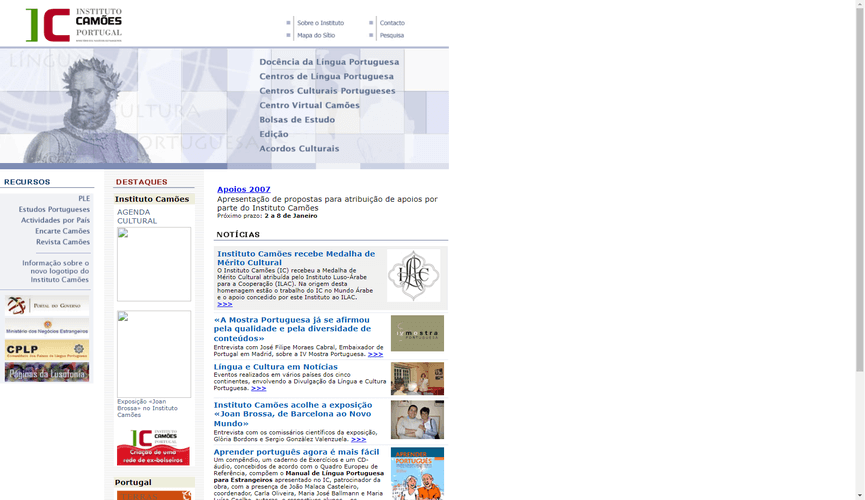 INSTITUTO
CAMÕES
PORTUGAL
Sobre o Instituto
Contacto
Mapa do Sítio
Pesquisa
LÍNGUA
CULTURA
PORTUGUESA
Docência da Língua Portuguesa
Centros de Língua Portuguesa
Centros Culturais Portugueses
Centro Virtual Camões
Bolsas de Estudo
Edição
Acordos Culturais
RECURSOS
PLE
Estudos Portugueses
Actividades por País
Encarte Camões
Revista Camões
Informação sobre o
novo logotipo do
Instituto Camões
PORTAL DO GOVERNO
Ministério dos Negócios Estrangeiros
CPLP
Comunidade dos Países de Língua Portuguesa
Páginas da Lusofonia
DESTAQUES
Instituto Camões
AGENDA
CULTURAL
Exposição «Joan
Brossa» no Instituto
Camões
INSTITUTO
CAMÕES
PORTUGAL
Criação de uma
rede de ex-bolseiros
Portugal
Apoios 2007
Apresentação de propostas para atribuição de apoios por
parte do Instituto Camões
Próximo prazo: 2 a 8 de Janeiro
NOTÍCIAS
Instituto Camões recebe Medalha de
Mérito Cultural
O Instituto Camões (IC) recebeu a Medalha de
Mérito Cultural atribuída pelo Instituto Luso-Árabe
para a Cooperação (ILAC). Na origem desta
homenagem estão o trabalho do IC no Mundo Árabe
e o apoio concedido por este Instituto ao ILAC.
>>>
«A Mostra Portuguesa já se afirmou
pela qualidade e pela diversidade de
conteúdos»
Entrevista com José Filipe Moraes Cabral, Embaixador de
Portugal em Madrid, sobre a IV Mostra Portuguesa. >>>
iv mostra
portuguesa
Língua e Cultura em Notícias
Eventos realizados em vários países dos cinco
continentes, envolvendo a Divulgação da Língua e Cultura
Portuguesa. >>>
Instituto Camões acolhe a exposição
«Joan Brossa, de Barcelona ao Novo
Mundo»
Entrevista com os comissários científicos da exposição,
Glória Bordons e Sergio González Valenzuela. >>>
Aprender português agora é mais fácil
Um compêndio, um caderno de Exercícios e um CD-
áudio, concebidos de acordo com o Quadro Europeu de
Referência, compõem o Manual de Língua Portuguesa
para Estrangeiros apresentado no IC, patrocinador da
obra, com a presença de João Malaca Casteleiro,
coordenador, Carla Oliveira, Maria José Ballmann e Maria
APRENDER
PORTUGUÊS